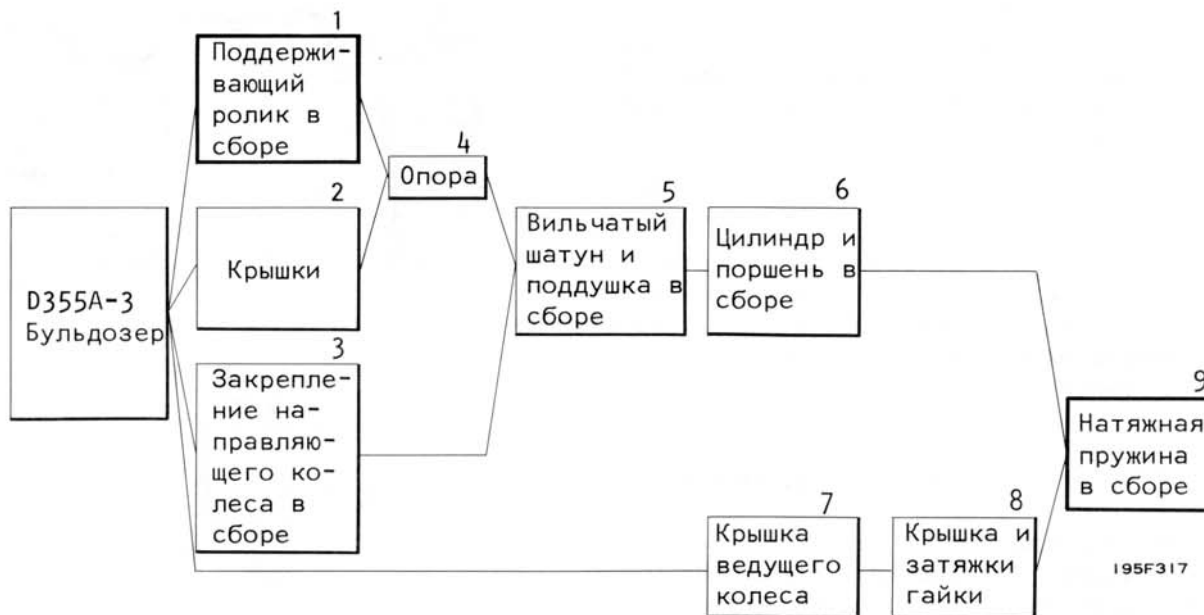 1
Поддержи-
вающий
ролик в
сборе
2
Крышки
D355A-3
Бульдозер
3
Закрепле-
ние на-
правляю-
щего ко-
леса в
сборе
4
Опора
5
Вильчатый
шатун и
поддушка в
сборе
6
Цилиндр и
поршень в
сборе
7
Крышка
ведущего
колеса
8
Крышка и
затяжки
гайки
9
Натяжная
пружина
в сборе
195F317